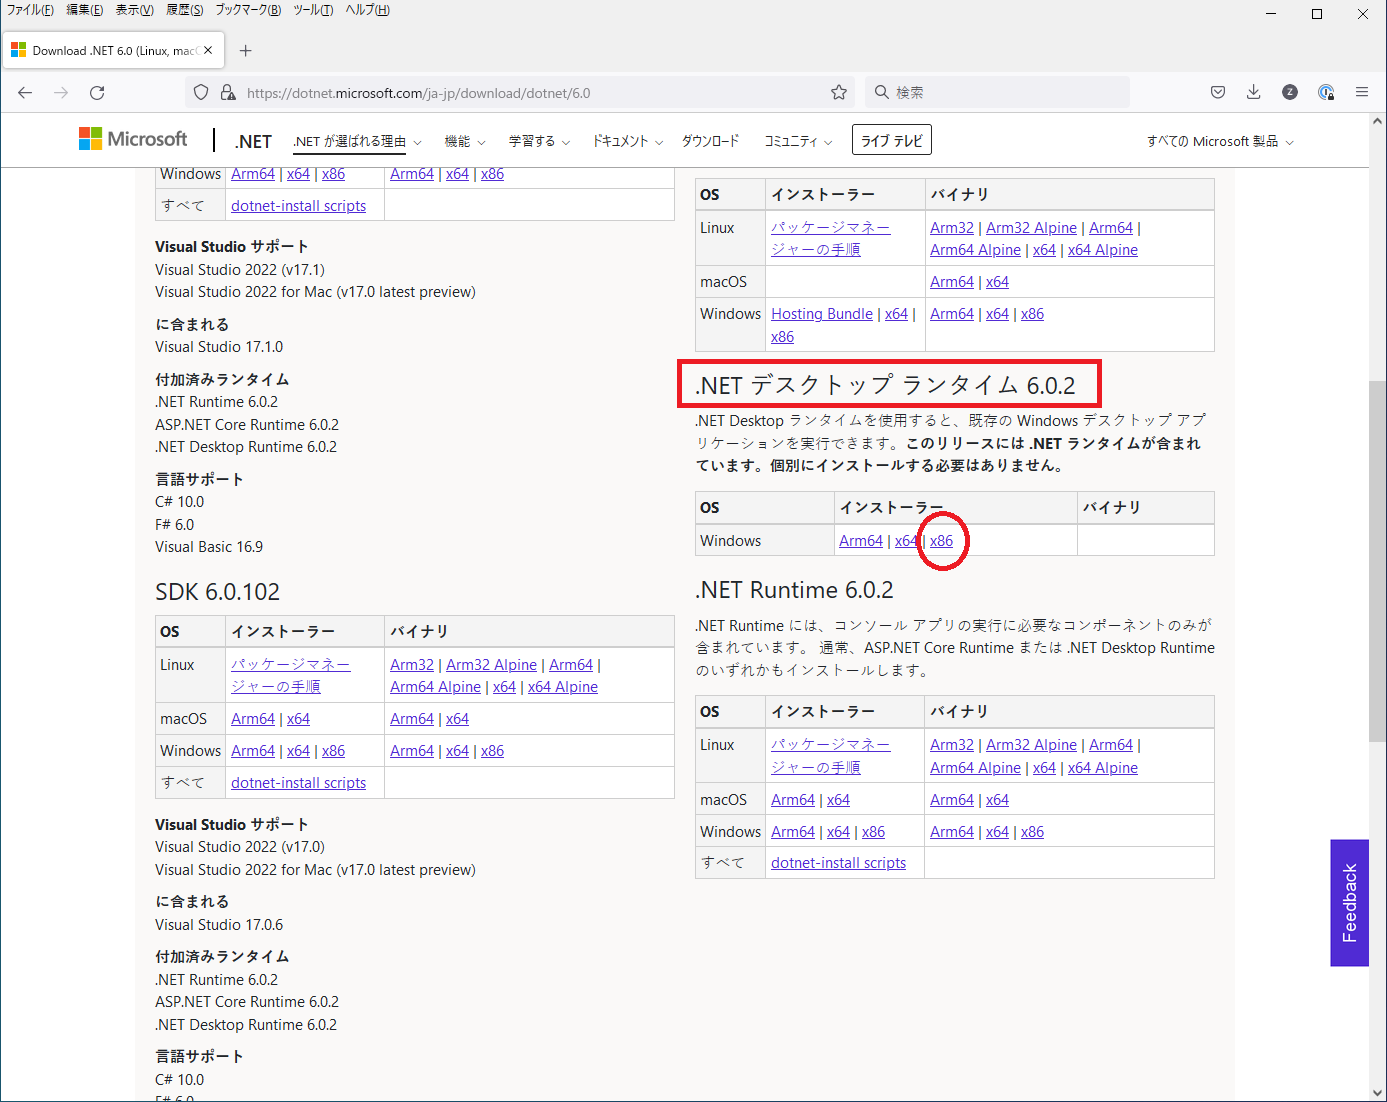 ファイル(F) 編集(E) 表示(V) 履歴(S) ブックマーク(B) ツール(T) ヘルプ(H)
Download .NET 6.0 (Linux, mac
https://dotnet.microsoft.com/ja-jp/download/dotnet/6.0
検索
Microsoft
.NET
.NET が選ばれる理由
機能
学習する
ドキュメント
ダウンロード
コミュニティ
ライブ テレビ
すべての Microsoft 製品
Windows Arm64 | x64 | x86 Arm64 | x64 | x86
すべて dotnet-install scripts
Visual Studio サポート
Visual Studio 2022 (v17.1)
Visual Studio 2022 for Mac (v17.0 latest preview)
に含まれる
Visual Studio 17.1.0
付加済みランタイム
.NET Runtime 6.0.2
ASP.NET Core Runtime 6.0.2
.NET Desktop Runtime 6.0.2
言語サポート
C# 10.0
F# 6.0
Visual Basic 16.9
SDK 6.0.102
OS インストーラー バイナリ
Linux パッケージマネー Arm32 | Arm32 Alpine | Arm64 |
ジャーの手順 Arm64 Alpine | x64 | x64 Alpine
macOS Arm64 | x64 Arm64 | x64
Windows Arm64 | x64 | x86 Arm64 | x64 | x86
すべて dotnet-install scripts
Visual Studio サポート
Visual Studio 2022 (v17.0)
Visual Studio 2022 for Mac (v17.0 latest preview)
に含まれる
Visual Studio 17.0.6
付加済みランタイム
.NET Runtime 6.0.2
ASP.NET Core Runtime 6.0.2
.NET Desktop Runtime 6.0.2
言語サポート
C# 10.0
F# 6.0
OS インストーラー バイナリ
Linux パッケージマネー Arm32 | Arm32 Alpine | Arm64 |
ジャーの手順 Arm64 Alpine | x64 | x64 Alpine
macOS Arm64 | x64
Windows Hosting Bundle | x64 | Arm64 | x64 | x86
x86
.NET デスクトップ ランタイム 6.0.2
.NET Desktop ランタイムを使用すると、既存の Windows デスクトップ アプ
リケーションを実行できます。このリリースには .NET ランタイムが含まれ
ています。個別にインストールする必要はありません。
OS インストーラー バイナリ
Windows Arm64 | x64 | x86
.NET Runtime 6.0.2
.NET Runtime には、コンソール アプリの実行に必要なコンポーネントのみが
含まれています。 通常、ASP.NET Core Runtime または .NET Desktop Runtime
のいずれかもインストールします。
OS インストーラー バイナリ
Linux パッケージマネー Arm32 | Arm32 Alpine | Arm64 |
ジャーの手順 Arm64 Alpine | x64 | x64 Alpine
macOS Arm64 | x64 Arm64 | x64
Windows Arm64 | x64 | x86 Arm64 | x64 | x86
すべて dotnet-install scripts
Feedback